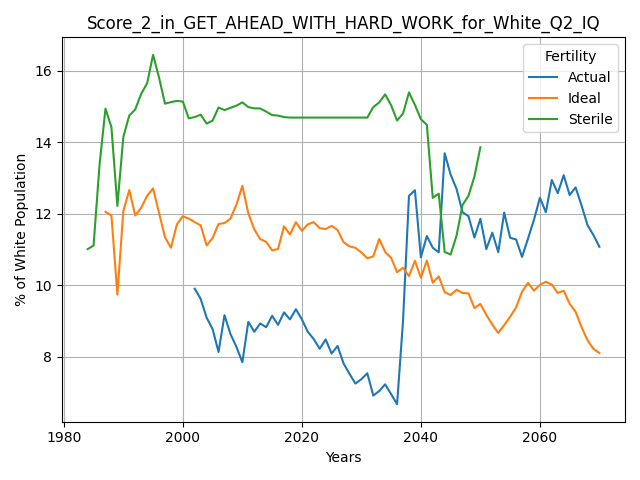 Score_2_in_GET_AHEAD_WITH_HARD_WORK_for_White_Q2_IQ
Fertility
Actual
Ideal
Sterile
% of White Population
16
14
12
10
8
1980
2000
2020
2040
2060
Years